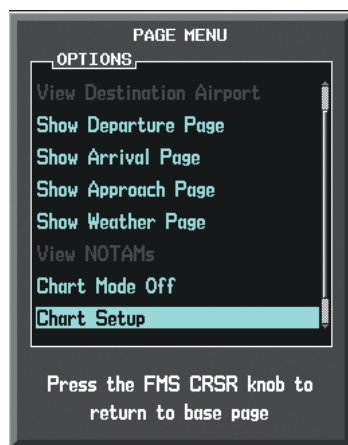 PAGE MENU
OPTIONS
View Destination Airport
Show Departure Page
Show Arrival Page
Show Approach Page
Show Weather Page
View NOTAMs
Chart Mode Off
Chart Setup
Press the FMS CRSR knob to
return to base page